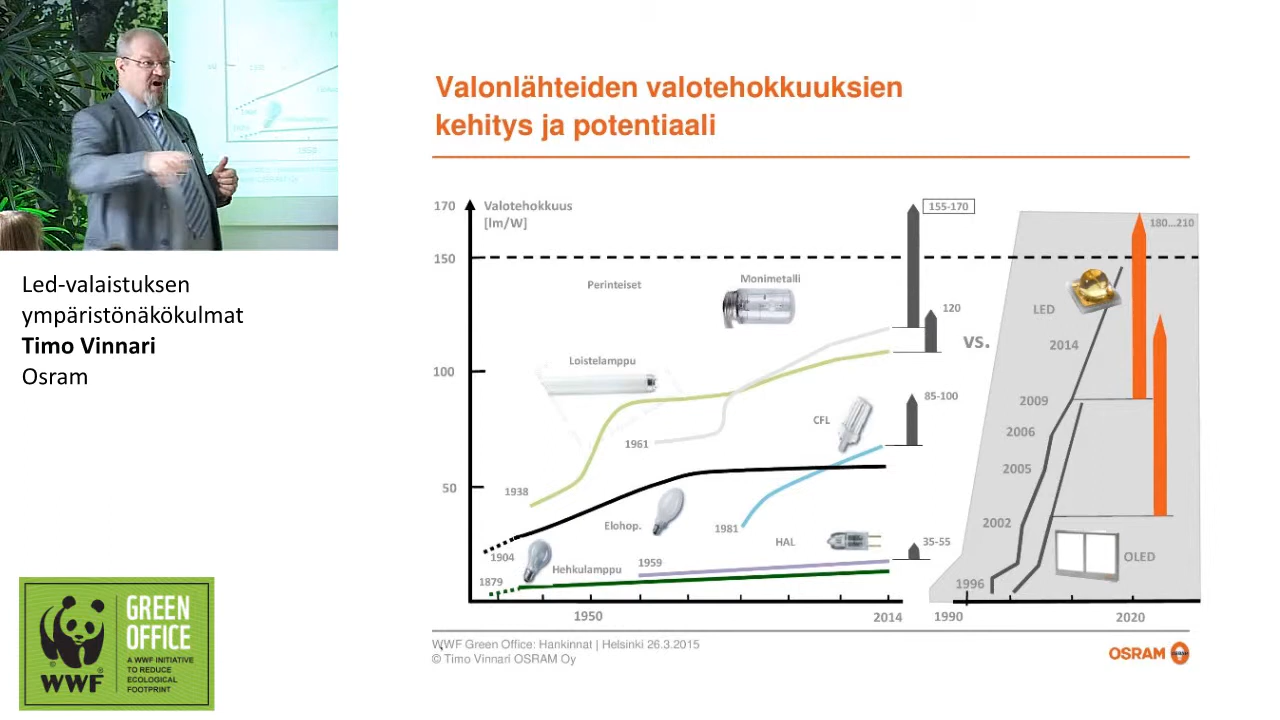 Valonlähteiden valotehokkuuksien
kehitys ja potentiaali
Led-valaistuksen
ympäristönäkökulmat
Timo Vinnari
Osram
170
Valotehokkuus
[lm/W]
155-170
180...210
150
Perinteiset
Monimetalli
120
LED
VS.
2014
Loistelamppu
100
85-100
2009
CFL
2006
1961
2005
50
1938
2002
Elohop.
1981
HAL
35-55
OLED
1904
Hehkulamppu
1959
1879
1996
1950
2014
1990
2020
WWF Green Office: Hankinnat | Helsinki 26.3.2015
© Timo Vinnari OSRAM Oy
OSRAM
GREEN
OFFICE
A WWF INITIATIVE
TO REDUCE
ECOLOGICAL
FOOTPRINT
WWF
1950